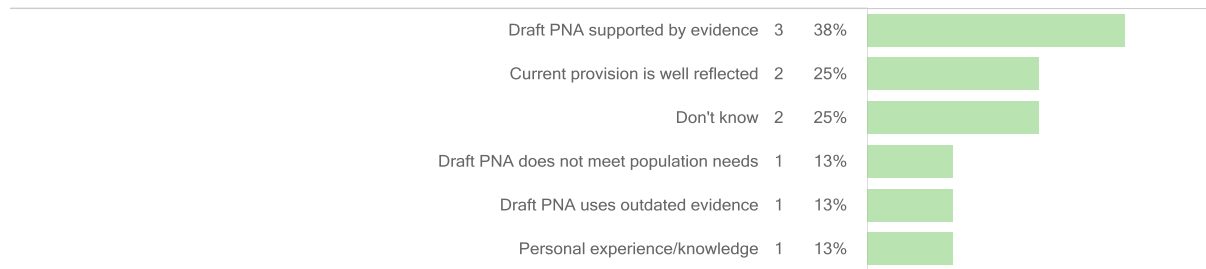 Draft PNA supported by evidence 3 38%
Current provision is well reflected 2 25%
Don't know 2 25%
Draft PNA does not meet population needs 1 13%
Draft PNA uses outdated evidence 1 13%
Personal experience/knowledge 1 13%